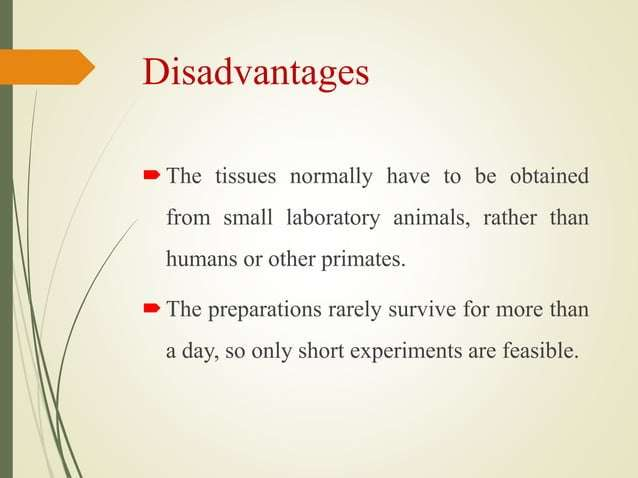 Disadvantages
The tissues normally have to be obtained
from small laboratory animals, rather than
humans or other primates.
The preparations rarely survive for more than
a day, so only short experiments are feasible.